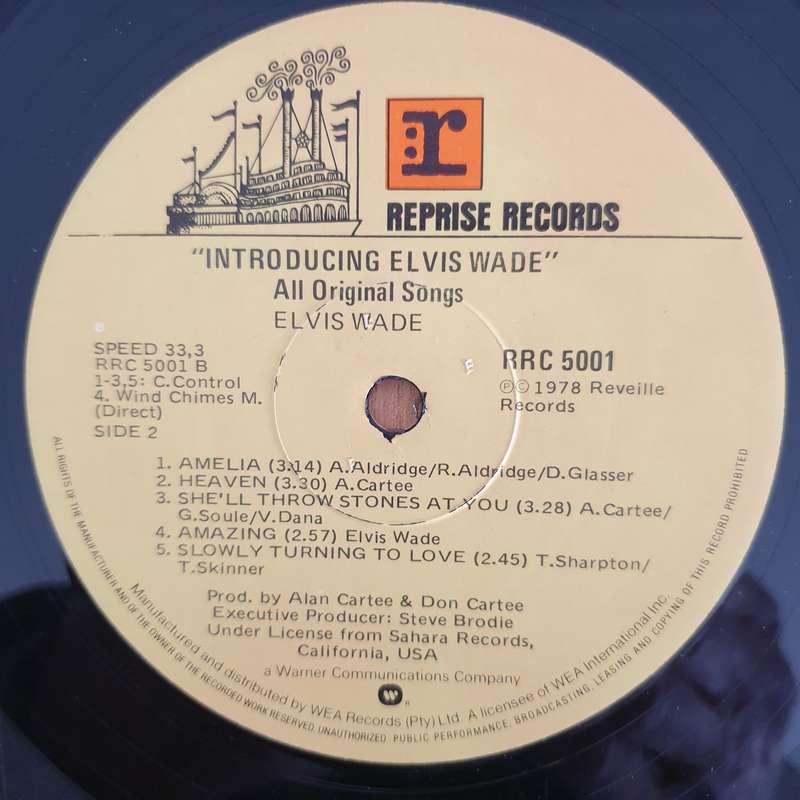 r
REPRISE RECORDS
"INTRODUCING ELVIS WADE"
All Original Songs
ELVIS WADE
SPEED 33,3
RRC 5001 B
1-3,5: C.Control
4. Wind Chimes M.
(Direct)
SIDE 2
RRC 5001
ⓅⒸ1978 Reveille
Records
1. AMELIA (3.14) A.Aldridge/R.Aldridge/D.Glasser
2. HEAVEN (3.30) A.Cartee
3. SHE'LL THROW STONES AT YOU (3.28) A.Cartee/
G.Soule/V.Dana
4. AMAZING (2.57) Elvis Wade
5. SLOWLY TURNING TO LOVE (2.45) T.Sharpton/
T.Skinner
Prod. by Alan Cartee & Don Cartee
Executive Producer: Steve Brodie
Under License from Sahara Records,
California, USA
a Warner Communications Company
W
®
Manufactured and distributed by WEA Records (Pty) Ltd. A licensee of WEA International Inc.
ALL RIGHTS OF THE MANUFACTURER AND OF THE OWNER OF THE RECORDED WORK RESERVED. UNAUTHORIZED PUBLIC PERFORMANCE, BROADCASTING, LEASING AND COPYING OF THIS RECORD PROHIBITED